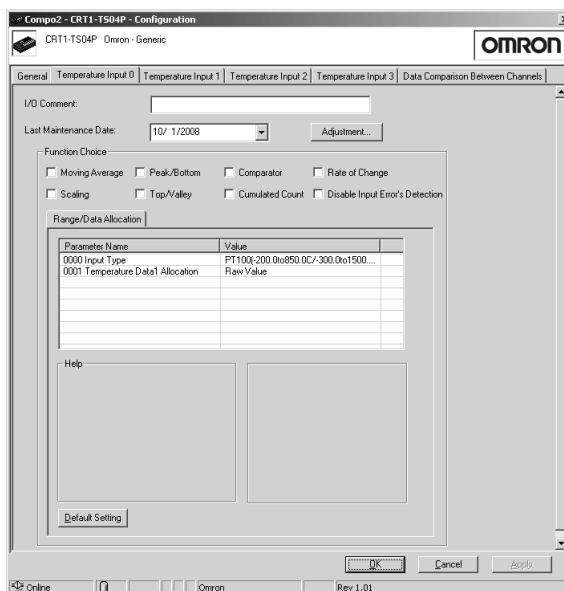 Compo2 - CRT1-TS04P - Configuration
CRT1-TS04P Omron - Generic
OMRON
General Temperature Input 0 Temperature Input 1 Temperature Input 2 Temperature Input 3 Data Comparison Between Channels
I/O Comment:
Last Maintenance Date: 10/ 1/2008 Adjustment...
Function Choice
Moving Average Peak/Bottom Comparator Rate of Change
Scaling Top/Valley Cumulated Count Disable Input Error's Detection
Range/Data Allocation
Parameter Name Value
0000 Input Type PT100(-200.0to850.0C/-300.0to1500....
0001 Temperature Data1 Allocation Raw Value
Help
Default Setting
OK Cancel Apply
Online Omron Rev 1.01